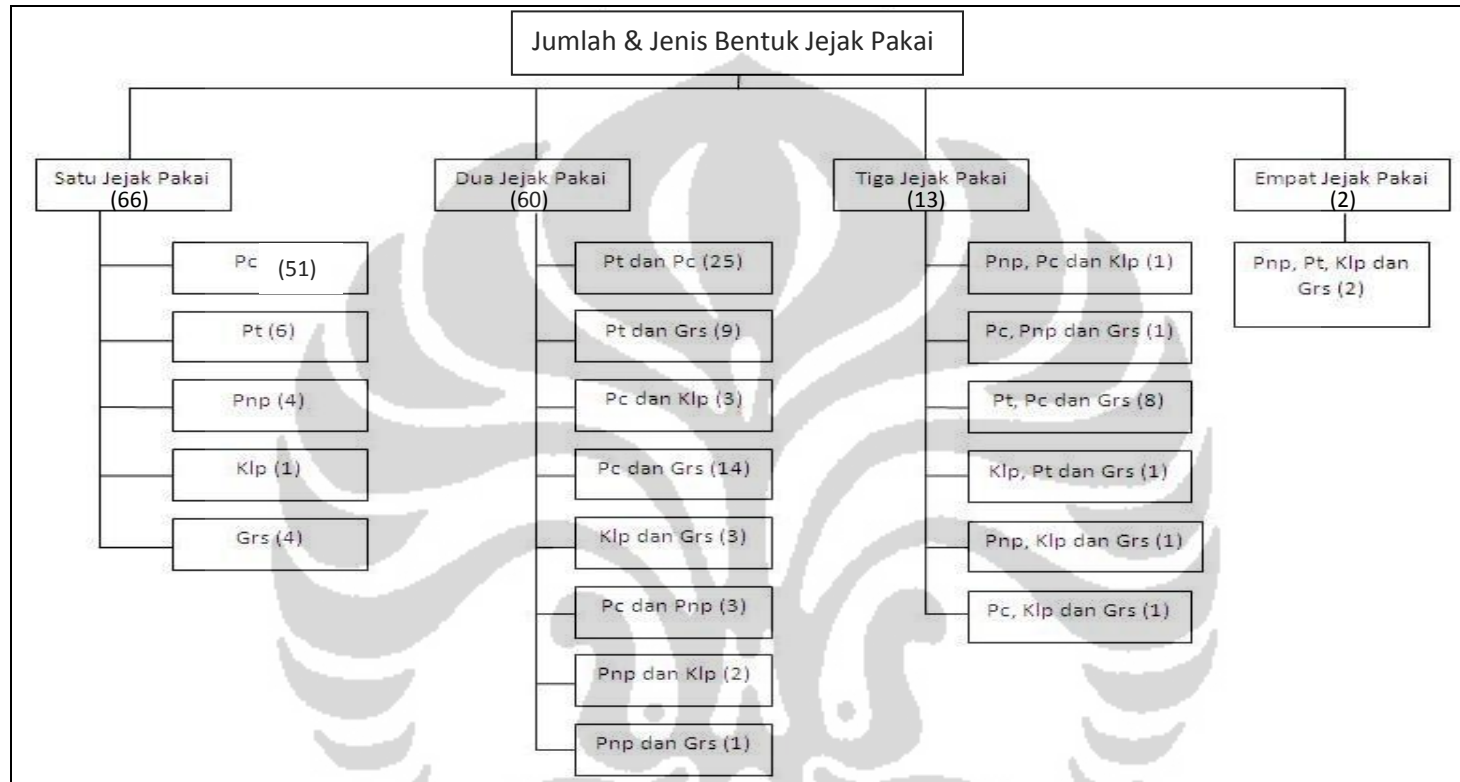 Jumlah & Jenis Bentuk Jejak Pakai
Satu Jejak Pakai
(66)
Pc (51)
Pt (6)
Pnp (4)
Klp (1)
Grs (4)
Dua Jejak Pakai
(60)
Pt dan Pc (25)
Pt dan Grs (9)
Pc dan Klp (3)
Pc dan Grs (14)
Klp dan Grs (3)
Pc dan Pnp (3)
Pnp dan Klp (2)
Pnp dan Grs (1)
Tiga Jejak Pakai
(13)
Pnp, Pc dan Klp (1)
Pc, Pnp dan Grs (1)
Pt, Pc dan Grs (8)
Klp, Pt dan Grs (1)
Pnp, Klp dan Grs (1)
Pc, Klp dan Grs (1)
Empat Jejak Pakai
(2)
Pnp, Pt, Klp dan
Grs (2)